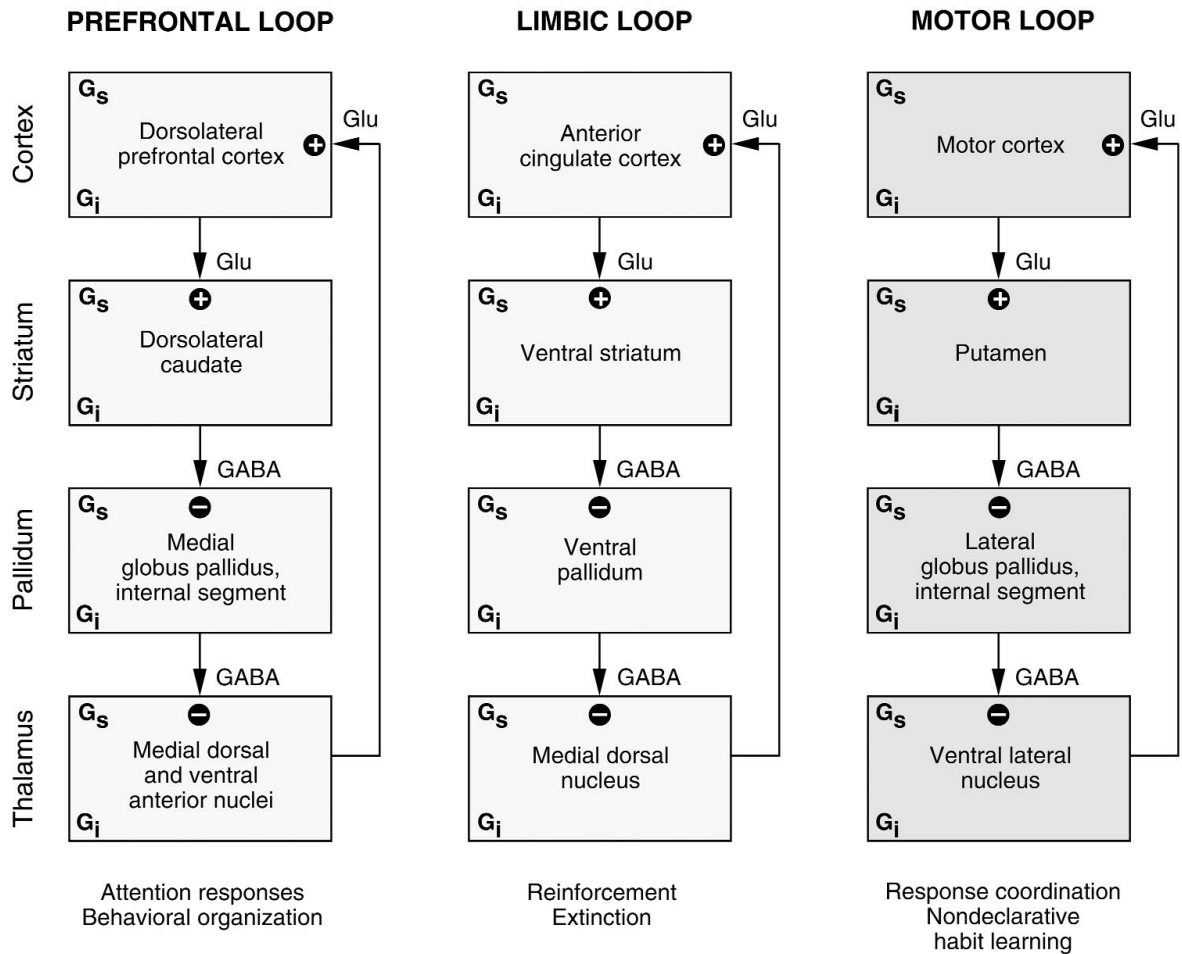 PREFRONTAL LOOP
LIMBIC LOOP
MOTOR LOOP
Cortex
Gs
Dorsolateral
prefrontal cortex
+
Glu
Gi
Gs
Anterior
cingulate cortex
+
Glu
Gi
Gs
Motor cortex
+
Glu
Gi
Glu
Glu
Glu
Striatum
Gs
+
Dorsolateral
caudate
Gi
Gs
+
Ventral striatum
Gi
Gs
+
Putamen
Gi
GABA
GABA
GABA
Pallidum
Gs
−
Medial
globus pallidus,
internal segment
Gi
Gs
−
Ventral
pallidum
Gi
Gs
−
Lateral
globus pallidus,
internal segment
Gi
GABA
GABA
GABA
Thalamus
Gs
−
Medial dorsal
and ventral
anterior nuclei
Gi
Gs
−
Medial dorsal
nucleus
Gi
Gs
−
Ventral lateral
nucleus
Gi
Attention responses
Behavioral organization
Reinforcement
Extinction
Response coordination
Nondeclarative
habit learning